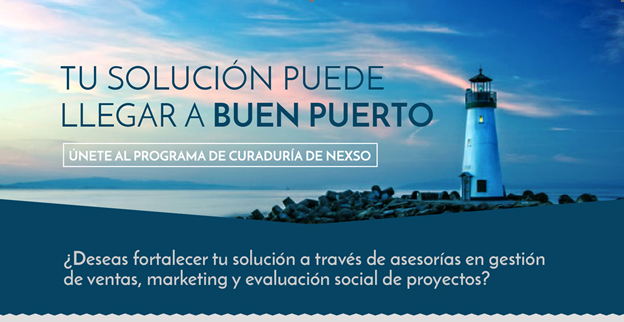 TU SOLUCIÓN PUEDE
LLEGAR A BUEN PUERTO
ÚNETE AL PROGRAMA DE CURADURÍA DE NEXSO
¿Deseas fortalecer tu solución a través de asesorías en gestión
de ventas, marketing y evaluación social de proyectos?